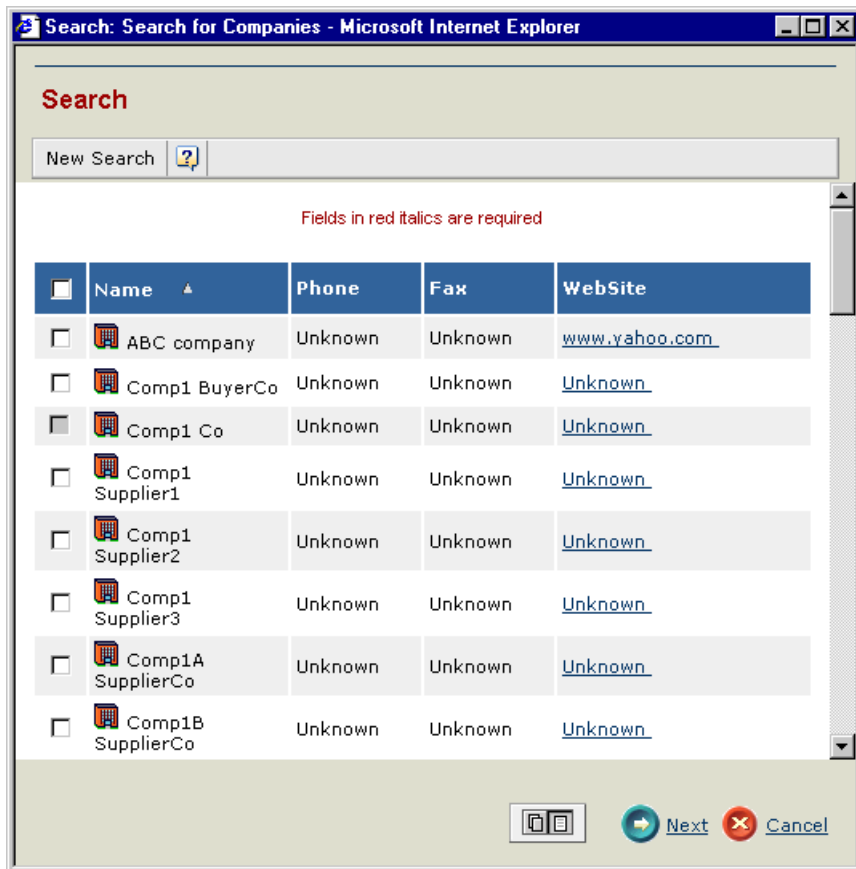 Search: Search for Companies - Microsoft Internet Explorer
Search
New Search
Fields in red italics are required
Name Phone Fax WebSite
ABC company Unknown Unknown www.yahoo.com
Comp1 BuyerCo Unknown Unknown Unknown
Comp1 Co Unknown Unknown Unknown
Comp1
Supplier1 Unknown Unknown Unknown
Comp1
Supplier2 Unknown Unknown Unknown
Comp1
Supplier3 Unknown Unknown Unknown
Comp1A
SupplierCo Unknown Unknown Unknown
Comp1B
SupplierCo Unknown Unknown Unknown
Next Cancel